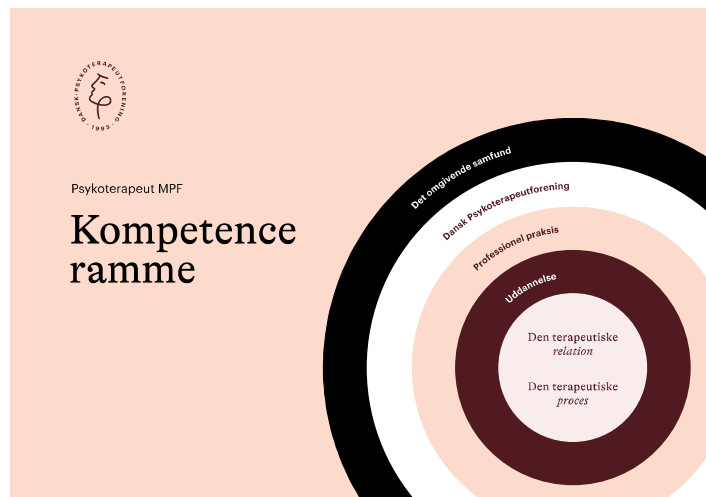 DANSK · PSYKOTERAPEUTFORENING · 1993 ·
Psykoterapeut MPF
Kompetence
ramme
Det omgivende samfund
Dansk Psykoterapeutforening
Professionel praksis
Uddannelse
Den terapeutiske
relation
Den terapeutiske
proces